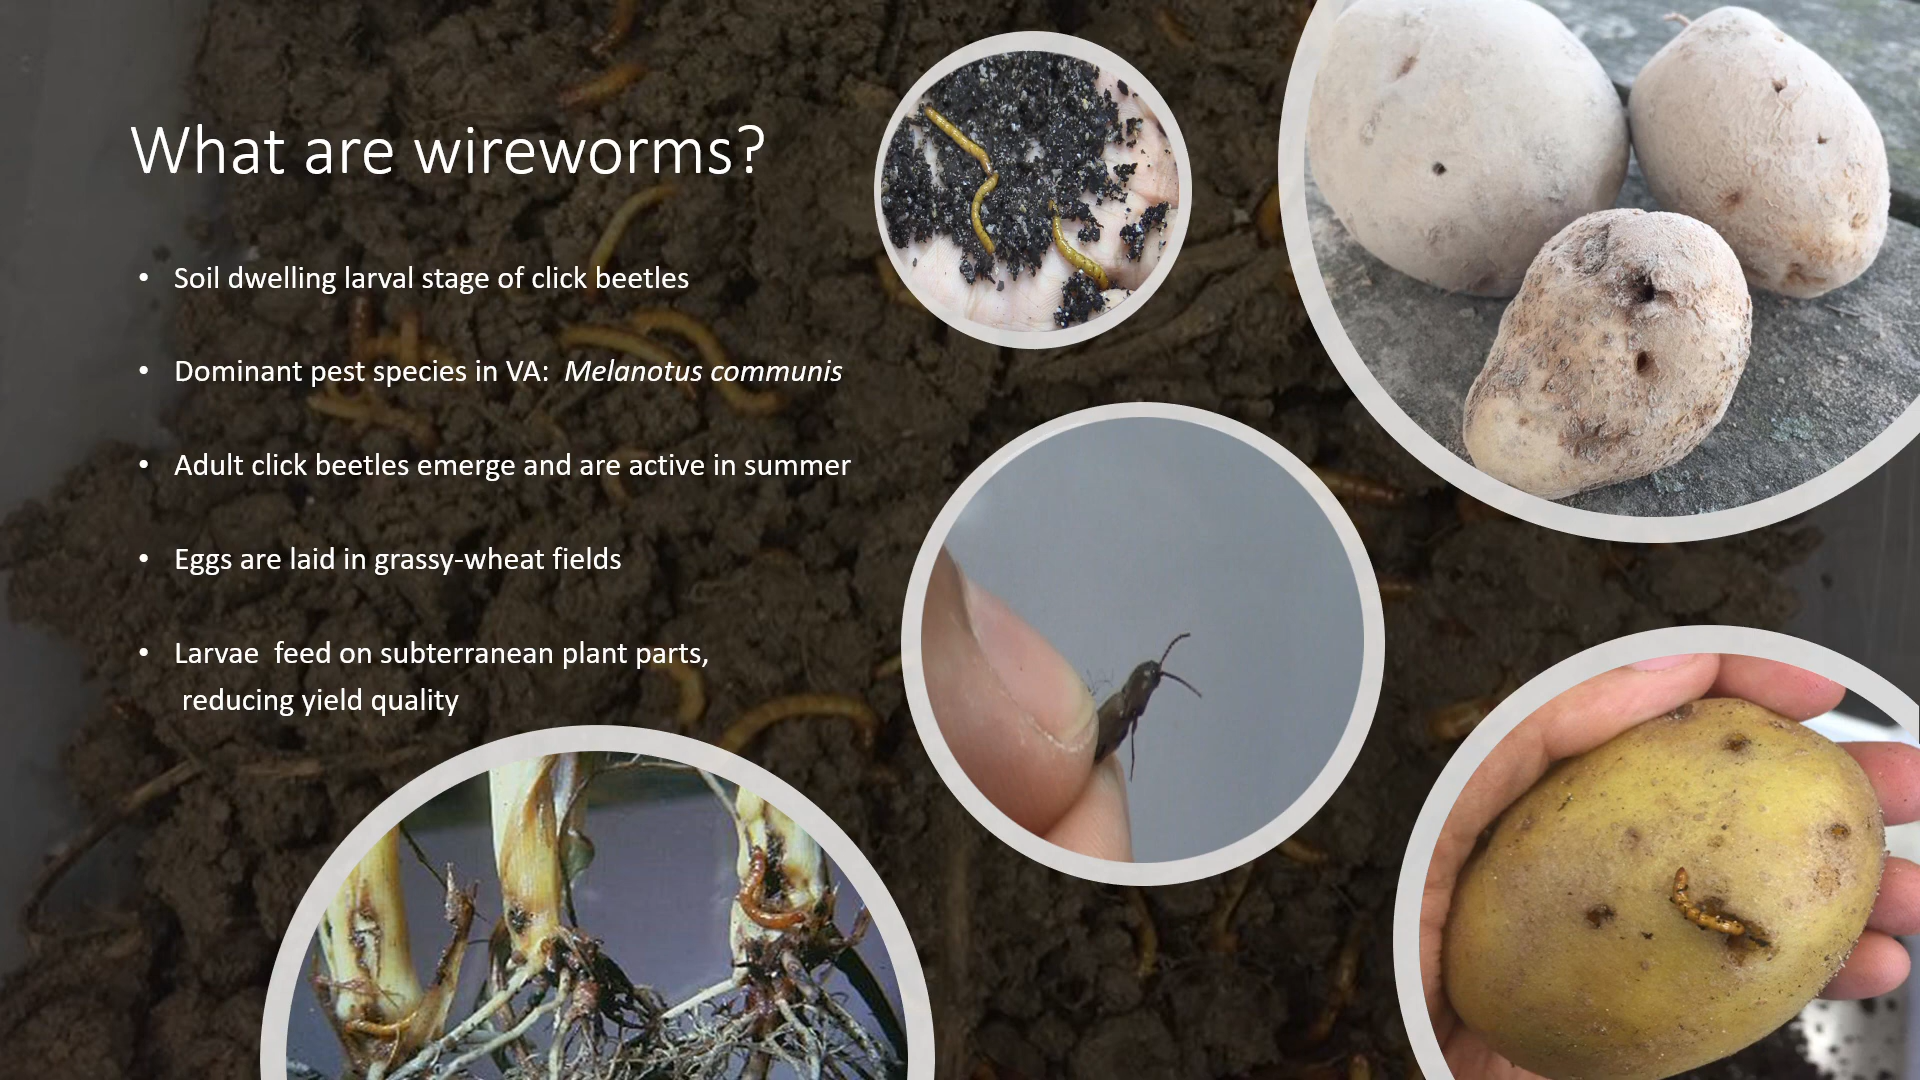 What are wireworms?
• Soil dwelling larval stage of click beetles
• Dominant pest species in VA:  Melanotus communis
• Adult click beetles emerge and are active in summer
• Eggs are laid in grassy-wheat fields
• Larvae  feed on subterranean plant parts,
reducing yield quality